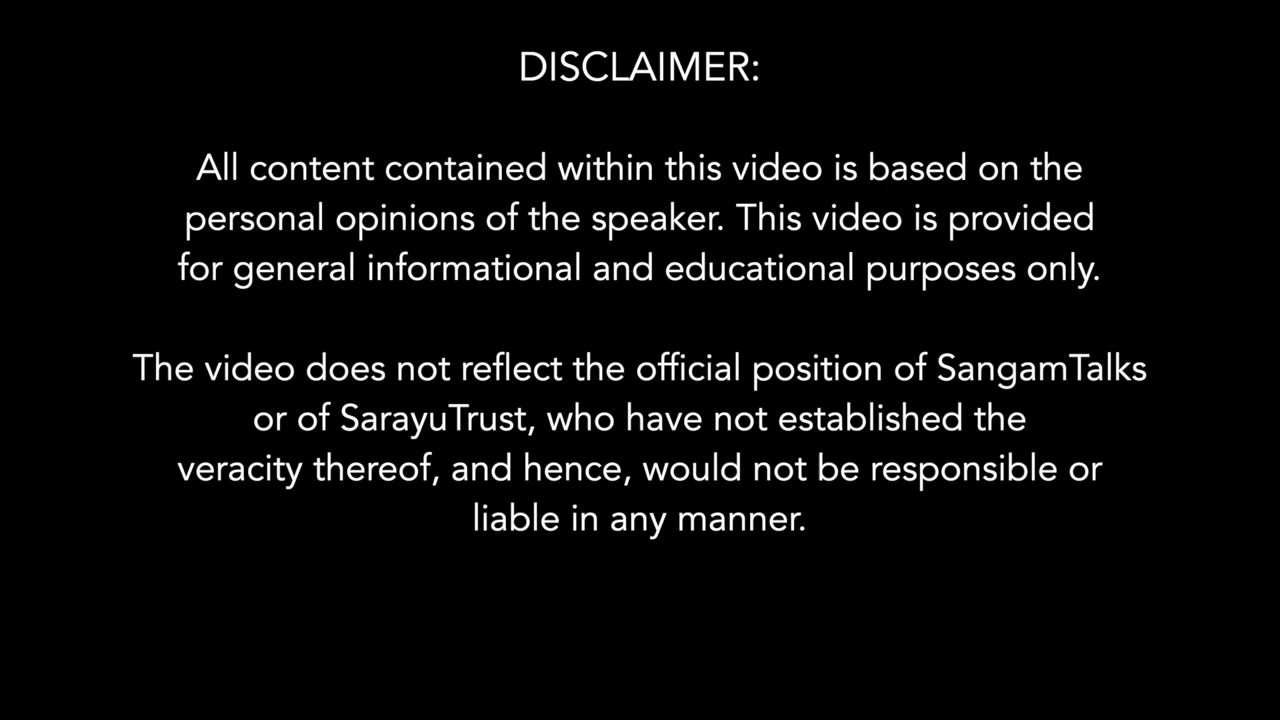 DISCLAIMER:
All content contained within this video is based on the
personal opinions of the speaker. This video is provided
for general informational and educational purposes only.
The video does not reflect the official position of SangamTalks
or of SarayuTrust, who have not established the
veracity thereof, and hence, would not be responsible or
liable in any manner.